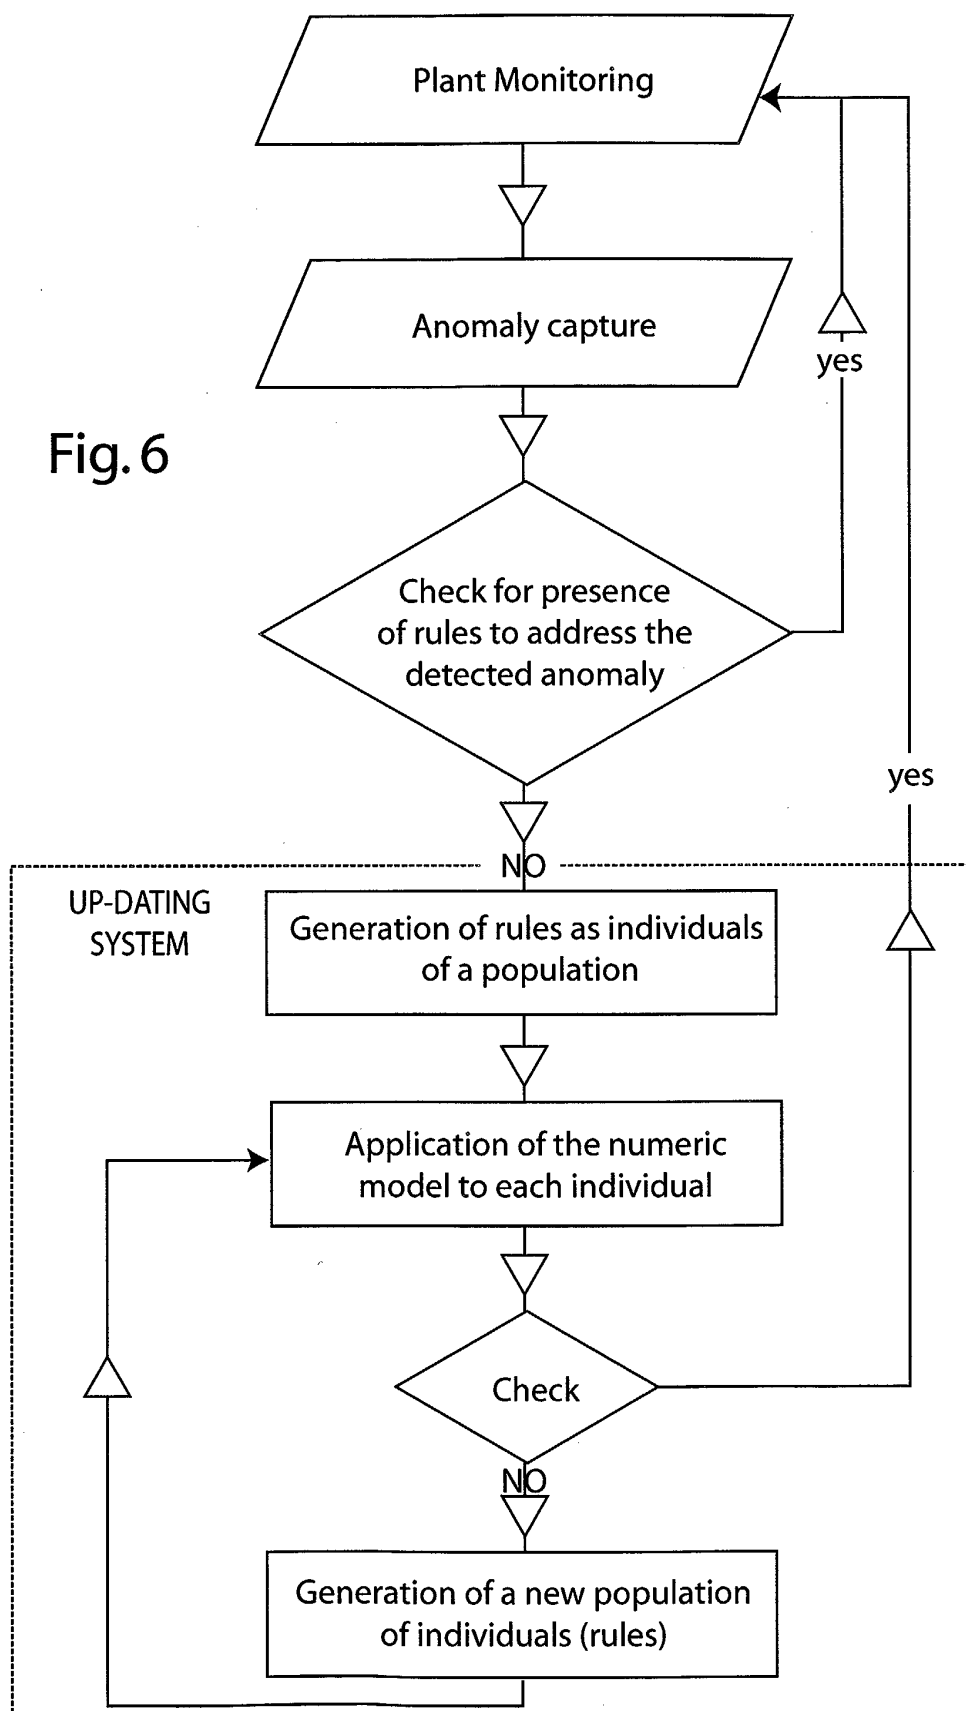 Plant Monitoring
Anomaly capture
yes
Fig. 6
Check for presence
of rules to address the
detected anomaly
yes
NO
UP-DATING
SYSTEM
Generation of rules as individuals
of a population
Application of the numeric
model to each individual
Check
NO
Generation of a new population
of individuals (rules)